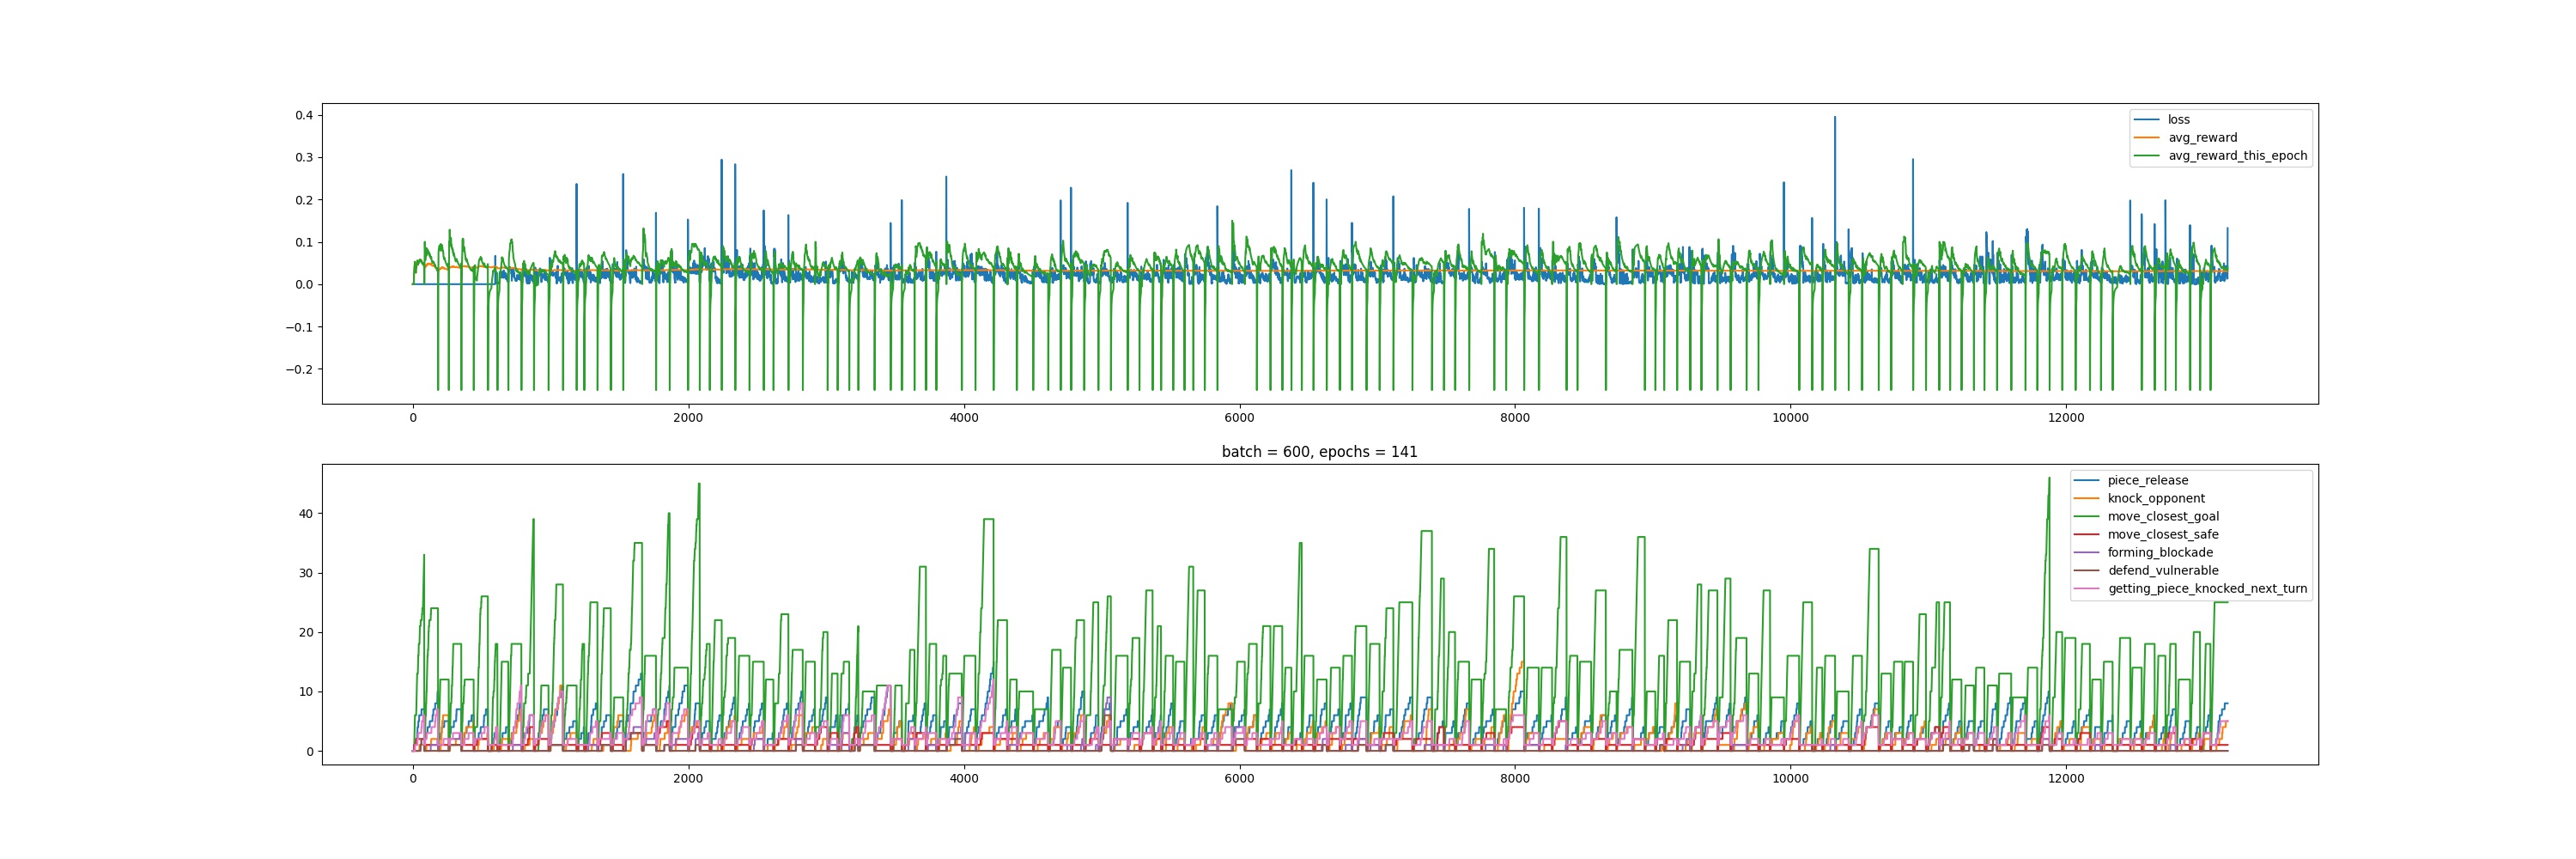 0.4
0.3
0.2
0.1
0.0
−0.1
−0.2
loss
avg_reward
avg_reward_this_epoch
0 2000 4000 6000 8000 10000 12000
batch = 600, epochs = 141
40
30
20
10
0
piece_release
knock_opponent
move_closest_goal
move_closest_safe
forming_blockade
defend_vulnerable
getting_piece_knocked_next_turn
0 2000 4000 6000 8000 10000 12000